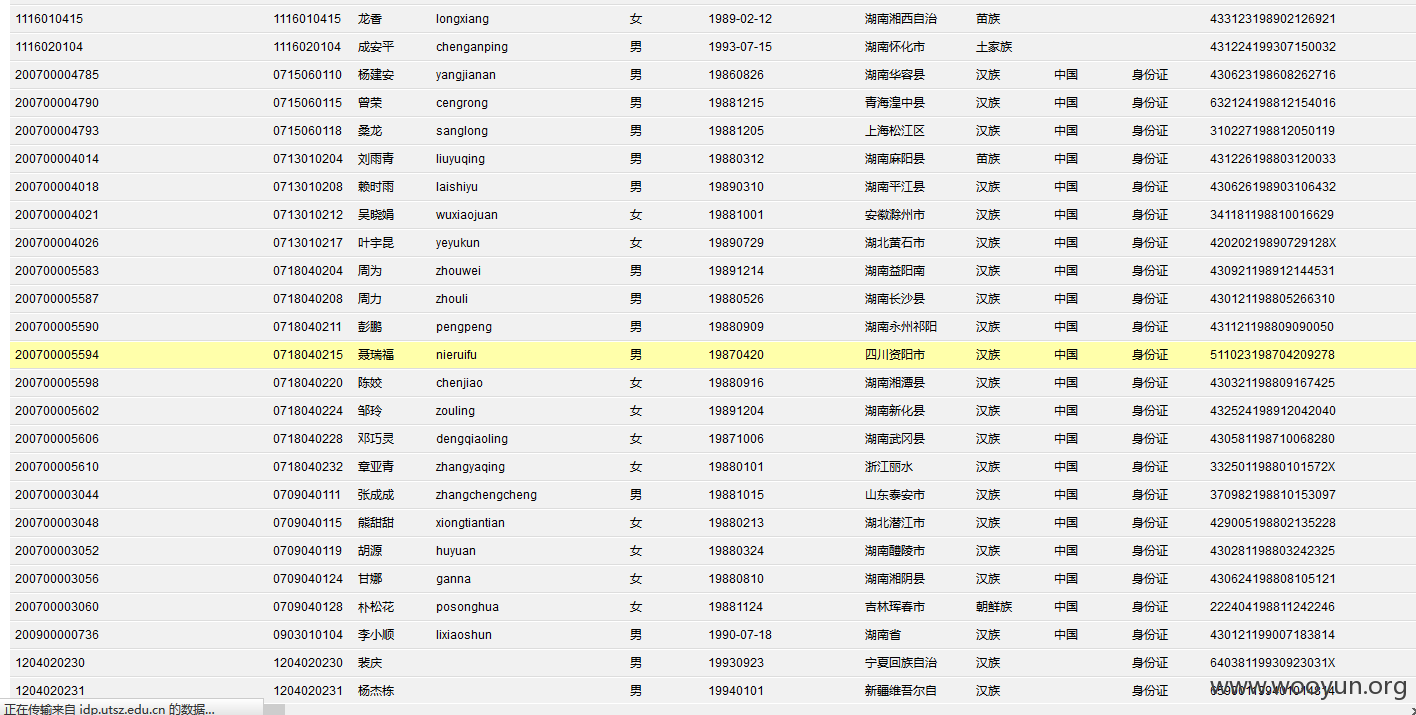 1116010415 1116010415 龙香 longxiang 女 1989-02-12 湖南湘西自治 苗族 433123198902126921
1116020104 1116020104 成安平 chenganping 男 1993-07-15 湖南怀化市 土家族 431224199307150032
200700004785 0715060110 杨建安 yangjianan 男 19860826 湖南华容县 汉族 中国 身份证 430623198608262716
200700004790 0715060115 曾荣 cengrong 男 19881215 青海湟中县 汉族 中国 身份证 632124198812154016
200700004793 0715060118 桑龙 sanglong 男 19881205 上海松江区 汉族 中国 身份证 310227198812050119
200700004014 0713010204 刘雨青 liuyuqing 男 19880312 湖南麻阳县 苗族 中国 身份证 431226198803120033
200700004018 0713010208 赖时雨 laishiyu 男 19890310 湖南平江县 汉族 中国 身份证 430626198903106432
200700004021 0713010212 吴晓娟 wuxiaojuan 女 19881001 安徽滁州市 汉族 中国 身份证 341181198810016629
200700004026 0713010217 叶宇昆 yeyukun 女 19890729 湖北黄石市 汉族 中国 身份证 42020219890729128X
200700005583 0718040204 周为 zhouwei 男 19891214 湖南益阳南 汉族 中国 身份证 430921198912144531
200700005587 0718040208 周力 zhouli 男 19880526 湖南长沙县 汉族 中国 身份证 430121198805266310
200700005590 0718040211 彭鹏 pengpeng 男 19880909 湖南永州祁阳 汉族 中国 身份证 431121198809090050
200700005594 0718040215 聂瑞福 nieruifu 男 19870420 四川资阳市 汉族 中国 身份证 511023198704209278
200700005598 0718040220 陈姣 chenjiao 女 19880916 湖南湘潭县 汉族 中国 身份证 430321198809167425
200700005602 0718040224 邹玲 zouling 女 19891204 湖南新化县 汉族 中国 身份证 432524198912042040
200700005606 0718040228 邓巧灵 dengqiaoling 女 19871006 湖南武冈县 汉族 中国 身份证 430581198710068280
200700005610 0718040232 章亚青 zhangyaqing 女 19880101 浙江丽水 汉族 中国 身份证 33250119880101572X
200700003044 0709040111 张成成 zhangchengcheng 男 19881015 山东泰安市 汉族 中国 身份证 370982198810153097
200700003048 0709040115 熊甜甜 xiongtiantian 女 19880213 湖北潜江市 汉族 中国 身份证 429005198802135228
200700003052 0709040119 胡源 huyuan 女 19880324 湖南醴陵市 汉族 中国 身份证 430281198803242325
200700003056 0709040124 甘娜 ganna 女 19880810 湖南湘阴县 汉族 中国 身份证 430624198808105121
200700003060 0709040128 朴松花 posonghua 女 19881124 吉林珲春市 朝鲜族 中国 身份证 222404198811242246
200900000736 0903010104 李小顺 lixiaoshun 男 1990-07-18 湖南省 汉族 中国 身份证 430121199007183814
1204020230 1204020230 裴庆 男 19930923 宁夏回族自治 汉族 身份证 64038119930923031X
1204020231 1204020231 杨杰栋 男 19940101 新疆维吾尔自 汉族 身份证
www.wooyun.org
正在传输来自 idp.utsz.edu.cn 的数据...